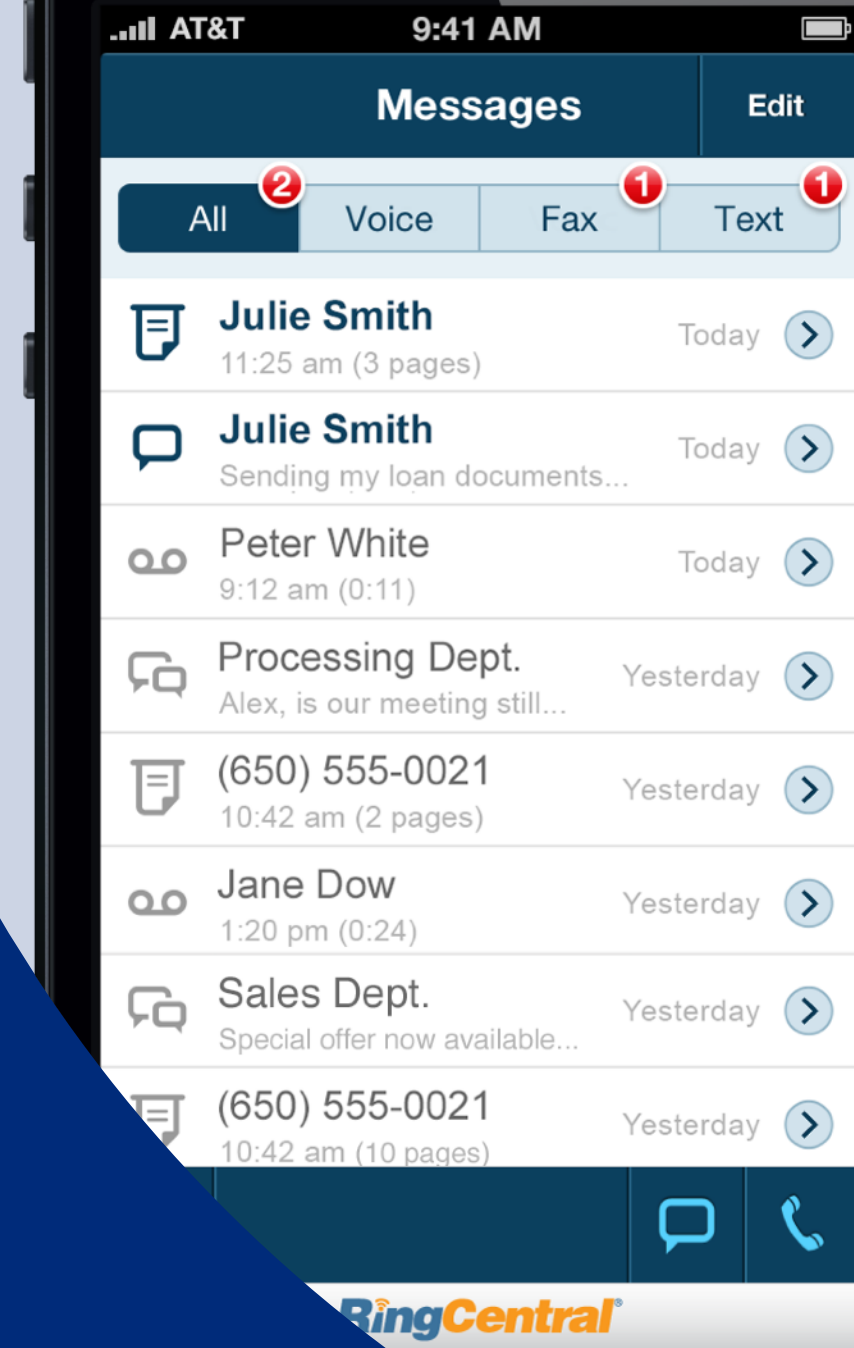 AT&T 9:41 AM
Messages Edit
All 2 Voice Fax 1 Text 1
Julie Smith Today
11:25 am (3 pages)
Julie Smith Today
Sending my loan documents...
Peter White Today
9:12 am (0:11)
Processing Dept. Yesterday
Alex, is our meeting still...
(650) 555-0021 Yesterday
10:42 am (2 pages)
Jane Dow Yesterday
1:20 pm (0:24)
Sales Dept. Yesterday
Special offer now available...
(650) 555-0021 Yesterday
10:42 am (10 pages)
RingCentral®